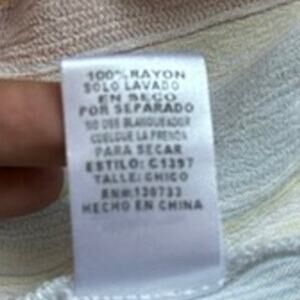 100% RAYON
SOLO LAVADO
EN SECO
POR SEPARADO
NO USE BLANQUEADOR
CUELGUE LA PRENDA
PARA SECAR
ESTILO: C1397
TALLE: CHICO
RN#:130733
HECHO EN CHINA